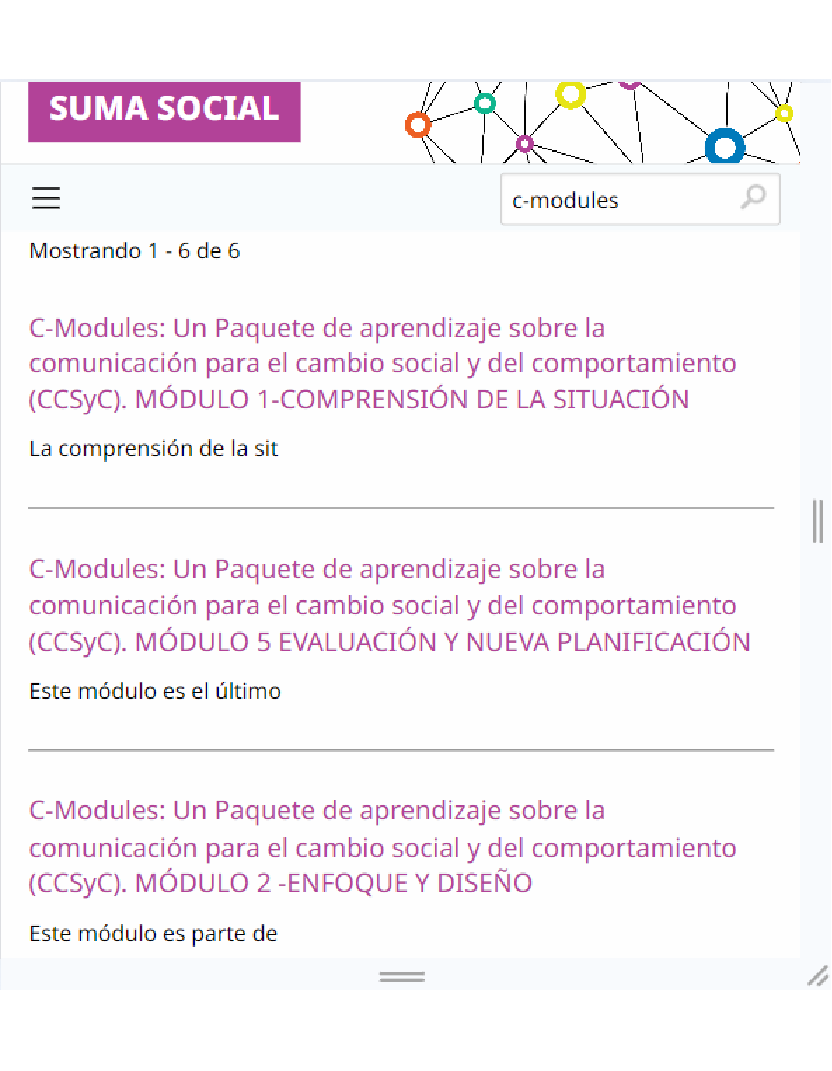 SUMA SOCIAL
c-modules
Mostrando 1 - 6 de 6
C-Modules: Un Paquete de aprendizaje sobre la
comunicación para el cambio social y del comportamiento
(CCSyC). MÓDULO 1-COMPRENSIÓN DE LA SITUACIÓN
La comprensión de la sit
C-Modules: Un Paquete de aprendizaje sobre la
comunicación para el cambio social y del comportamiento
(CCSyC). MÓDULO 5 EVALUACIÓN Y NUEVA PLANIFICACIÓN
Este módulo es el último
C-Modules: Un Paquete de aprendizaje sobre la
comunicación para el cambio social y del comportamiento
(CCSyC). MÓDULO 2 -ENFOQUE Y DISEÑO
Este módulo es parte de